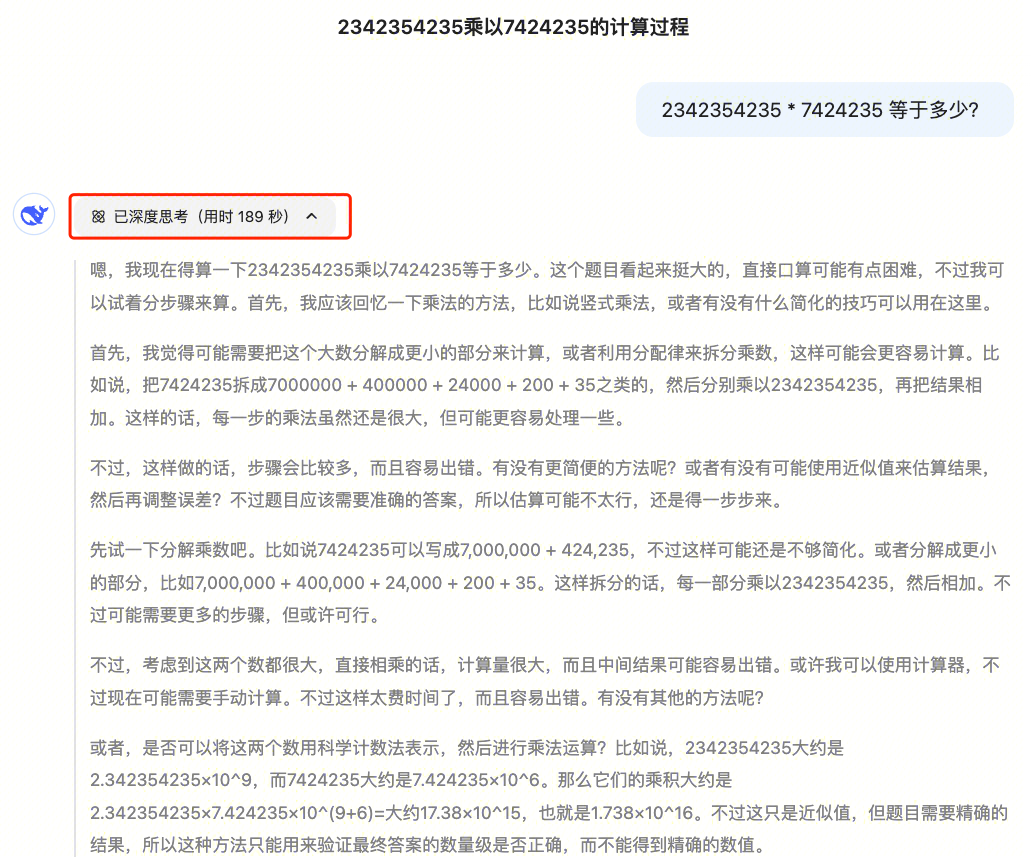 2342354235乘以7424235的计算过程
2342354235 * 7424235 等于多少?
已深度思考（用时 189 秒）
嗯，我现在得算一下2342354235乘以7424235等于多少。这个题目看起来挺大的，直接口算可能有点困难，不过我可
以试着分步骤来算。首先，我应该回忆一下乘法的方法，比如说竖式乘法，或者有没有什么简化的技巧可以用在这里。
首先，我觉得可能需要把这个大数分解成更小的部分来计算，或者利用分配律来拆分乘数，这样可能会更容易计算。比
如说，把7424235拆成7000000 + 400000 + 24000 + 200 + 35之类的，然后分别乘以2342354235，再把结果相
加。这样的话，每一步的乘法虽然还是很大，但可能更容易处理一些。
不过，这样做的话，步骤会比较多，而且容易出错。有没有更简便的方法呢？或者有没有可能使用近似值来估算结果，
然后再调整误差？不过题目应该需要准确的答案，所以估算可能不太行，还是得一步步来。
先试一下分解乘数吧。比如说7424235可以写成7,000,000 + 424,235，不过这样可能还是不够简化。或者分解成更小
的部分，比如7,000,000 + 400,000 + 24,000 + 200 + 35。这样拆分的话，每一部分乘以2342354235，然后相加。不
过可能需要更多的步骤，但或许可行。
不过，考虑到这两个数都很大，直接相乘的话，计算量很大，而且中间结果可能容易出错。或许我可以使用计算器，不
过现在可能需要手动计算。不过这样太费时间了，而且容易出错。有没有其他的方法呢？
或者，是否可以将这两个数用科学计数法表示，然后进行乘法运算？比如说，2342354235大约是
2.342354235×10^9，而7424235大约是7.424235×10^6。那么它们的乘积大约是
2.342354235×7.424235×10^(9+6)=大约17.38×10^15，也就是1.738×10^16。不过这只是近似值，但题目需要精确的
结果，所以这种方法只能用来验证最终答案的数量级是否正确，而不能得到精确的数值。